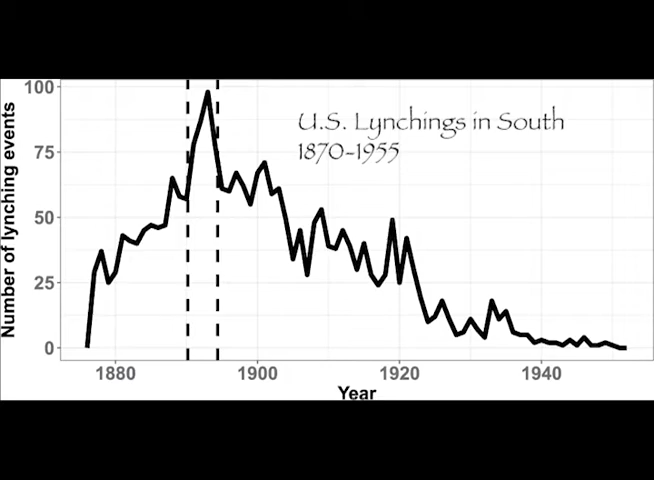 U.S. Lynchings in South
1870-1955
Number of lynching events
100
75
50
25
0
1880 1900 1920 1940
Year